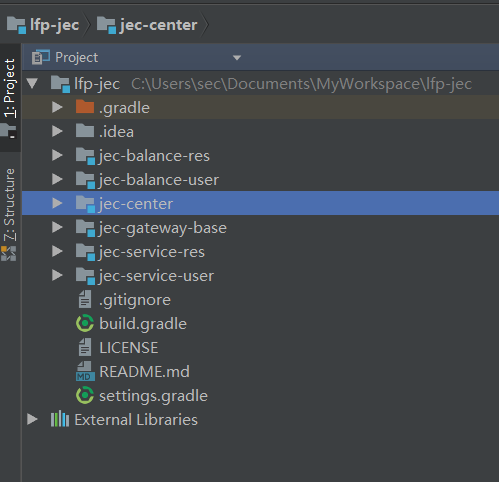 lfp-jec jec-center
Project
1: Project
7: Structure
lfp-jec C:\Users\sec\Documents\MyWorkspace\lfp-jec
.gradle
.idea
jec-balance-res
jec-balance-user
jec-center
jec-gateway-base
jec-service-res
jec-service-user
.gitignore
build.gradle
LICENSE
MD README.md
settings.gradle
External Libraries